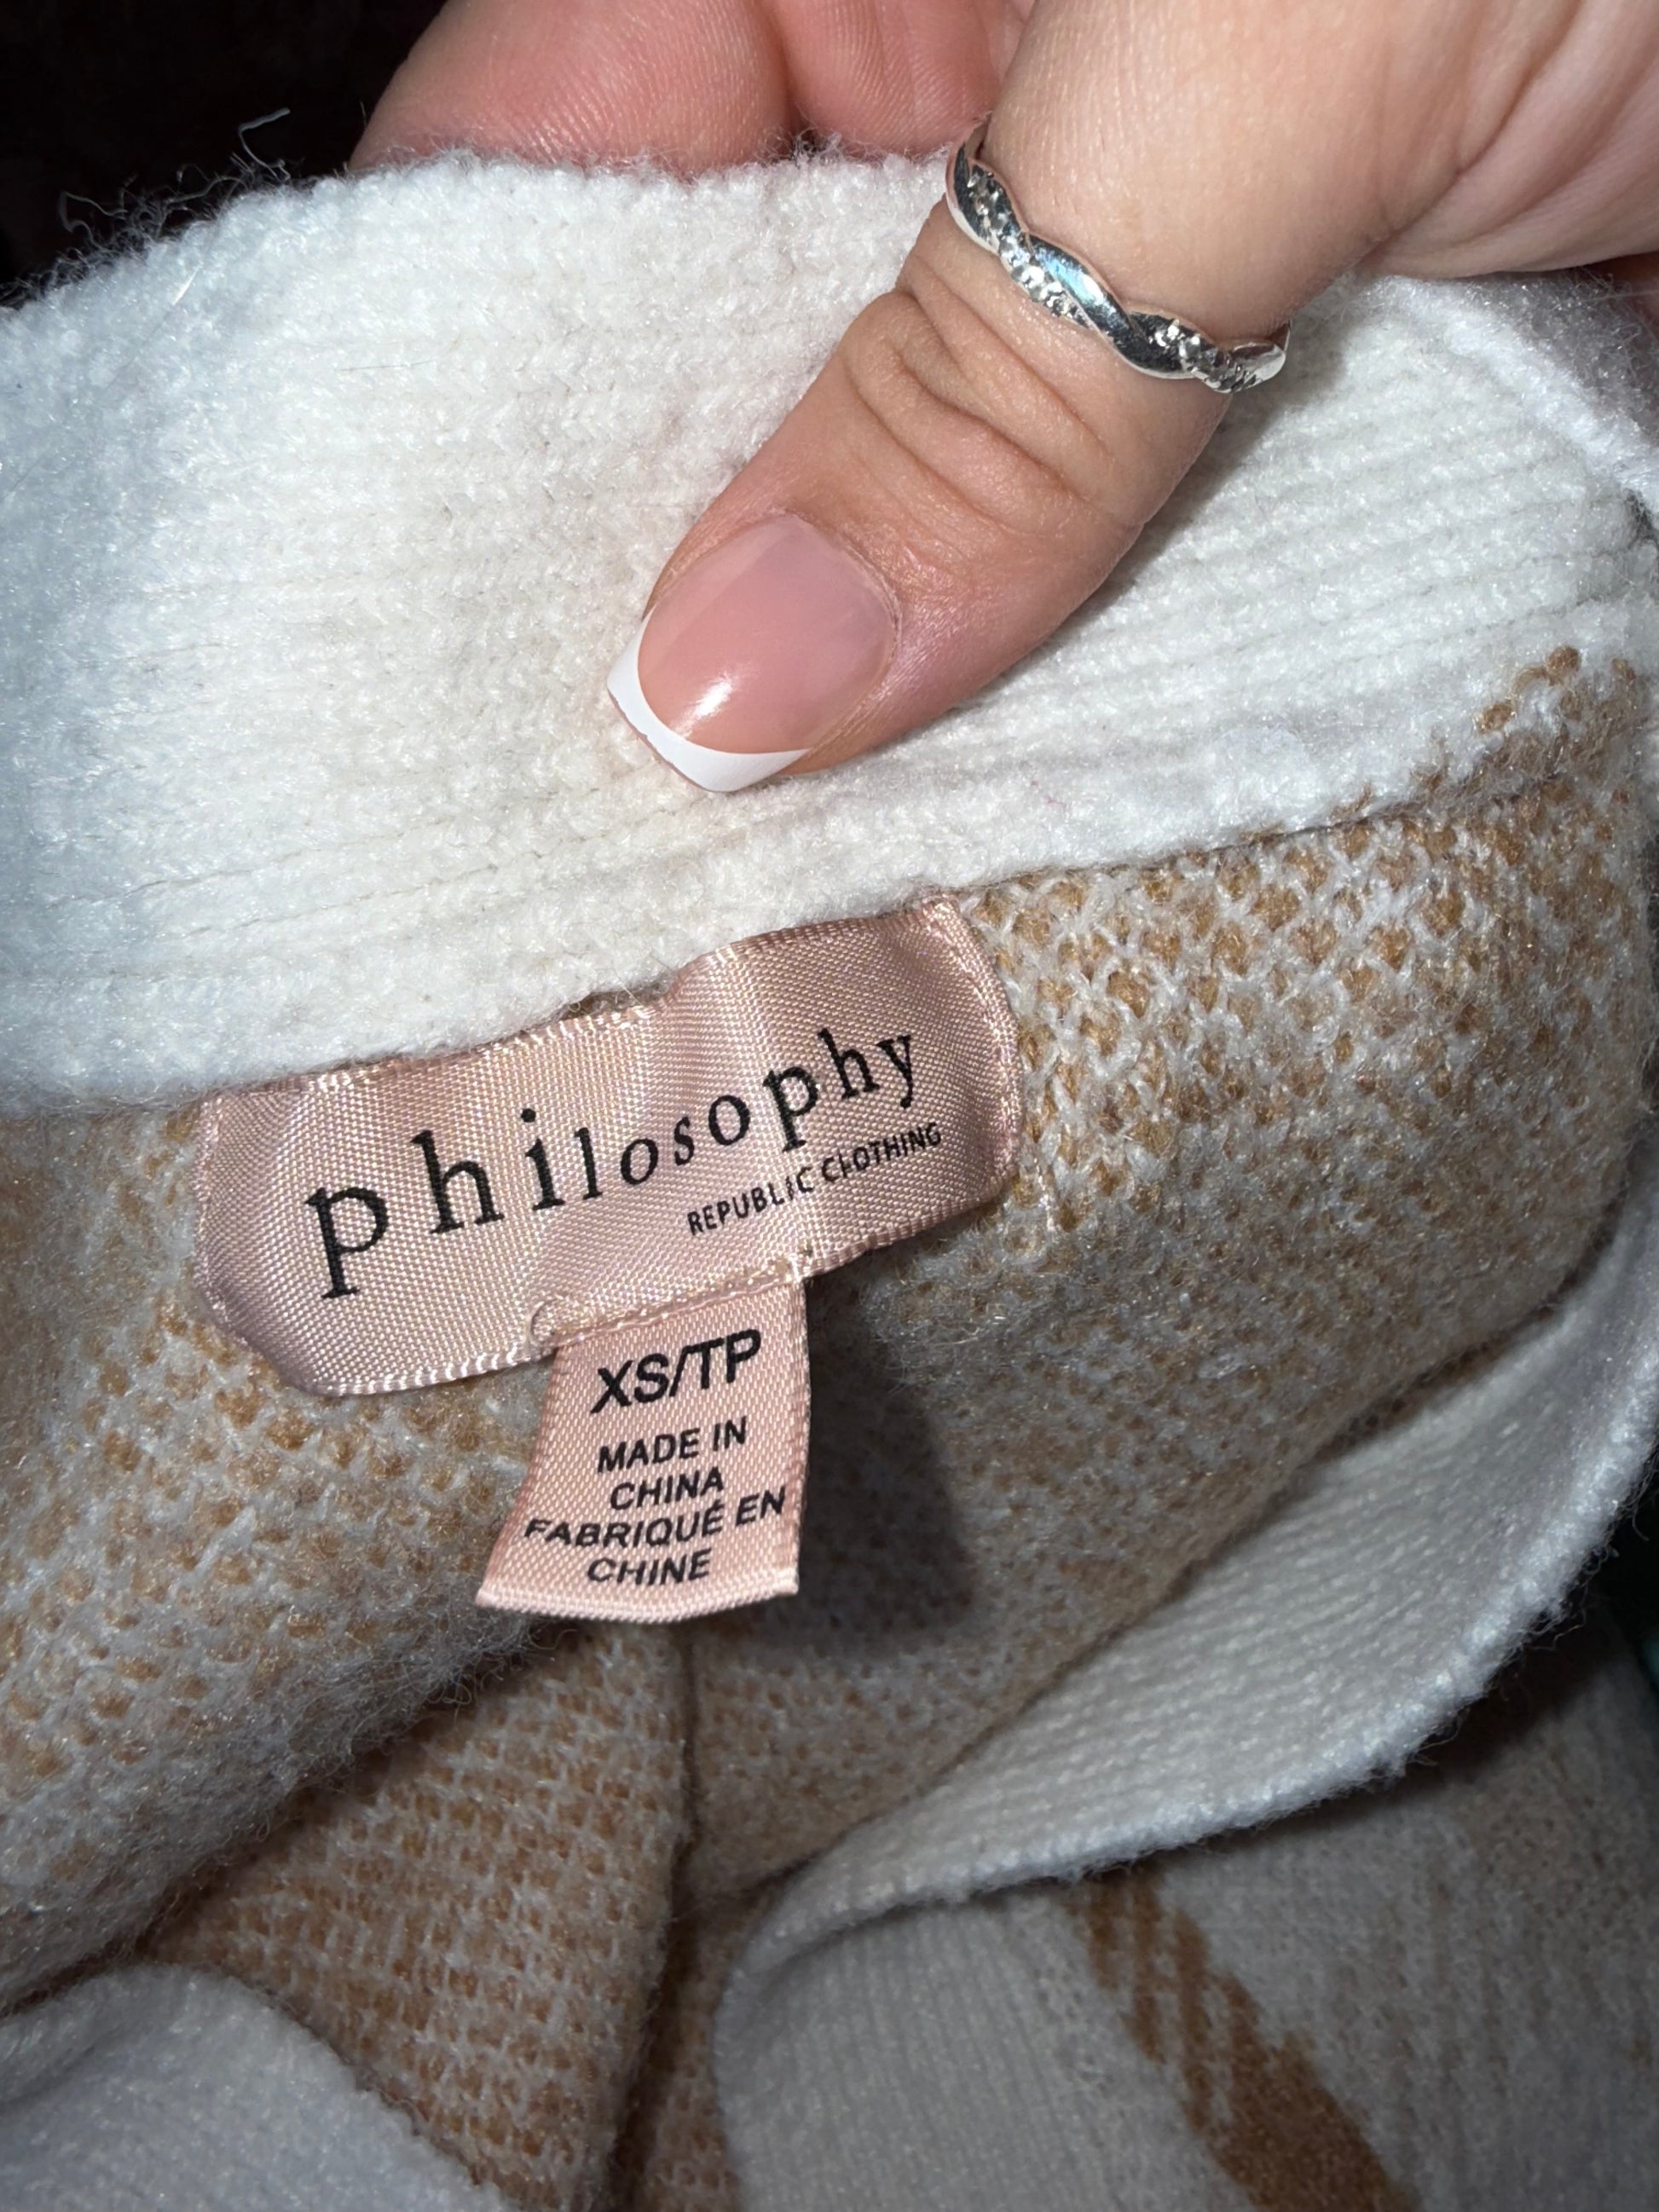 philosophy
REPUBLIC CLOTHING
XS/TP
MADE IN
CHINA
FABRIQUÉ EN
CHINE